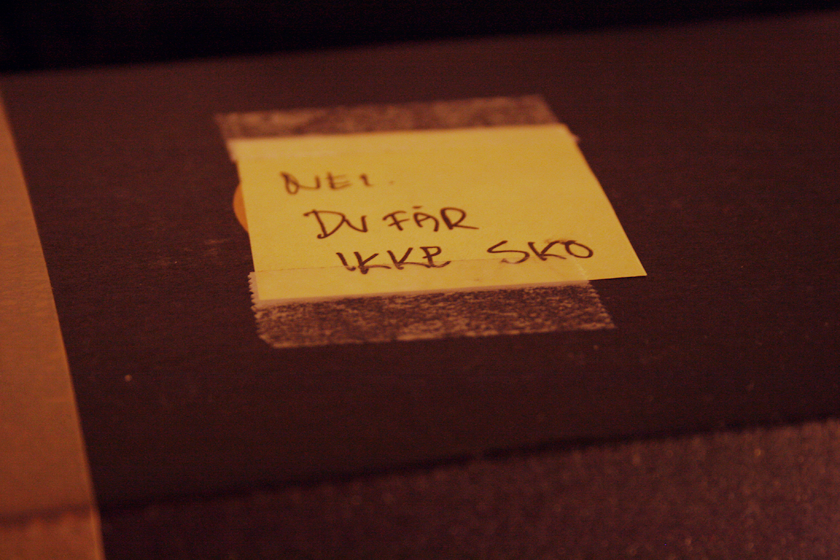 NEI.
DU FÅR
IKKE SKO